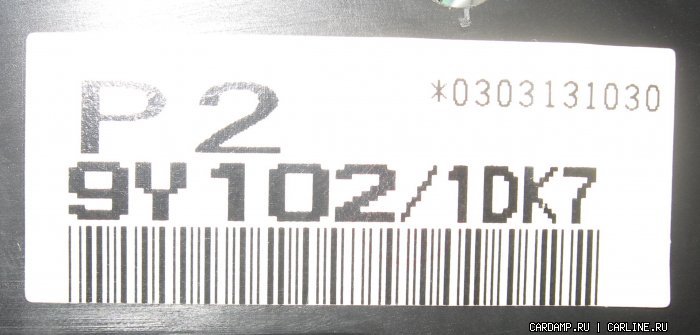 P2 *0303131030
9Y102/1DK7
CARDAMP.RU | CARLINE.RU